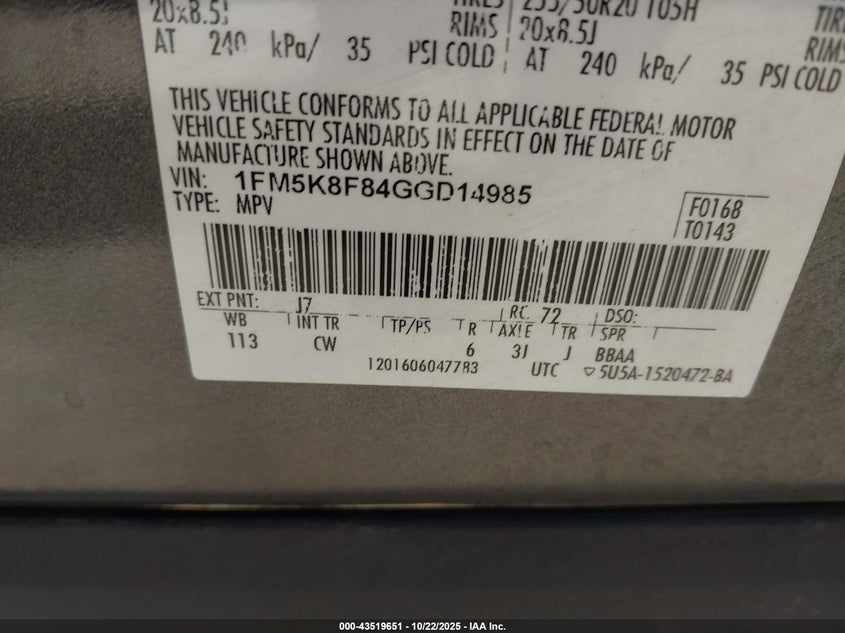 20x8.5J
AT 240 kPa/ 35 PSI COLD
TIRES 255/50R20 105H
RIMS 20x8.5J
AT 240 kPa/ 35 PSI COLD
RIMS
THIS VEHICLE CONFORMS TO ALL APPLICABLE FEDERAL MOTOR
VEHICLE SAFETY STANDARDS IN EFFECT ON THE DATE OF
MANUFACTURE SHOWN ABOVE.
VIN: 1FM5K8F84GGD14985
TYPE: MPV
F0168
T0143
EXT PNT: J7 RC: 72 DSO:
WB INT TR TP/PS R AXLE TR SPR
113 CW 6 3J J BBAA
1201606047783 UTC ▽5U5A-1520472-BA
000-43519651 - 10/22/2025 - IAA Inc.